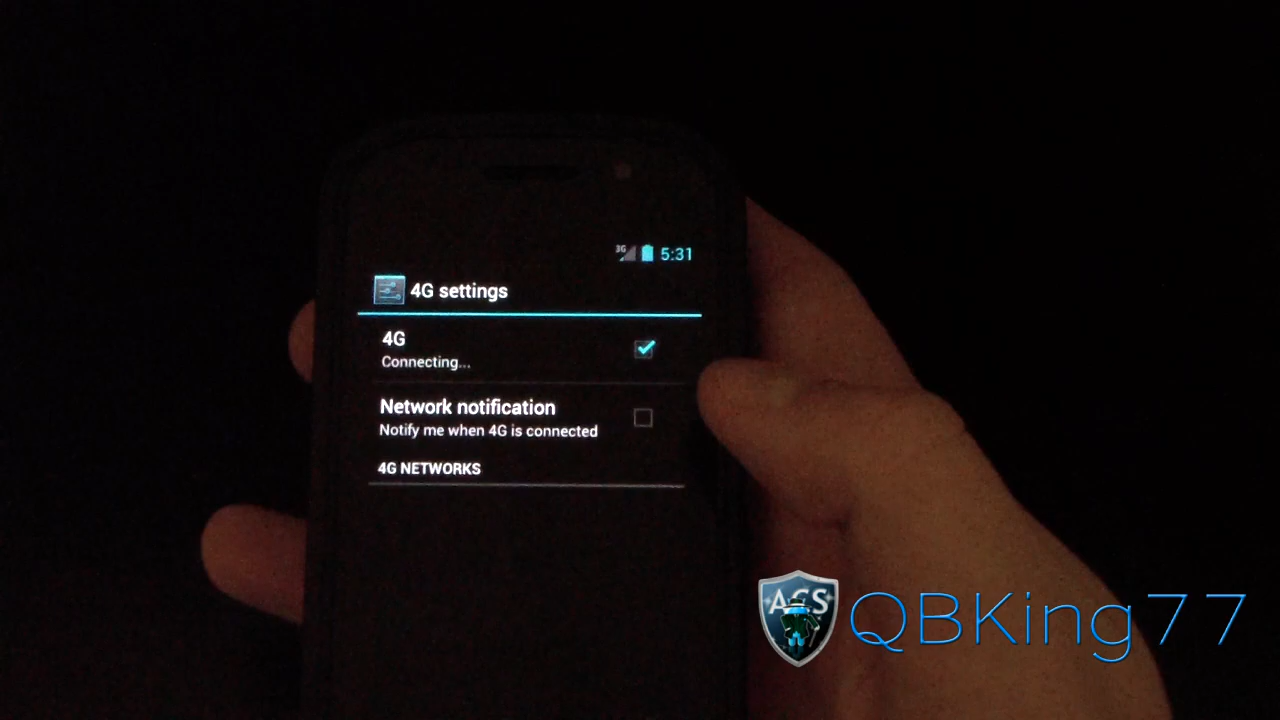 3G 5:31
4G settings
4G
Connecting...
Network notification
Notify me when 4G is connected
4G NETWORKS
ACS QBKing77